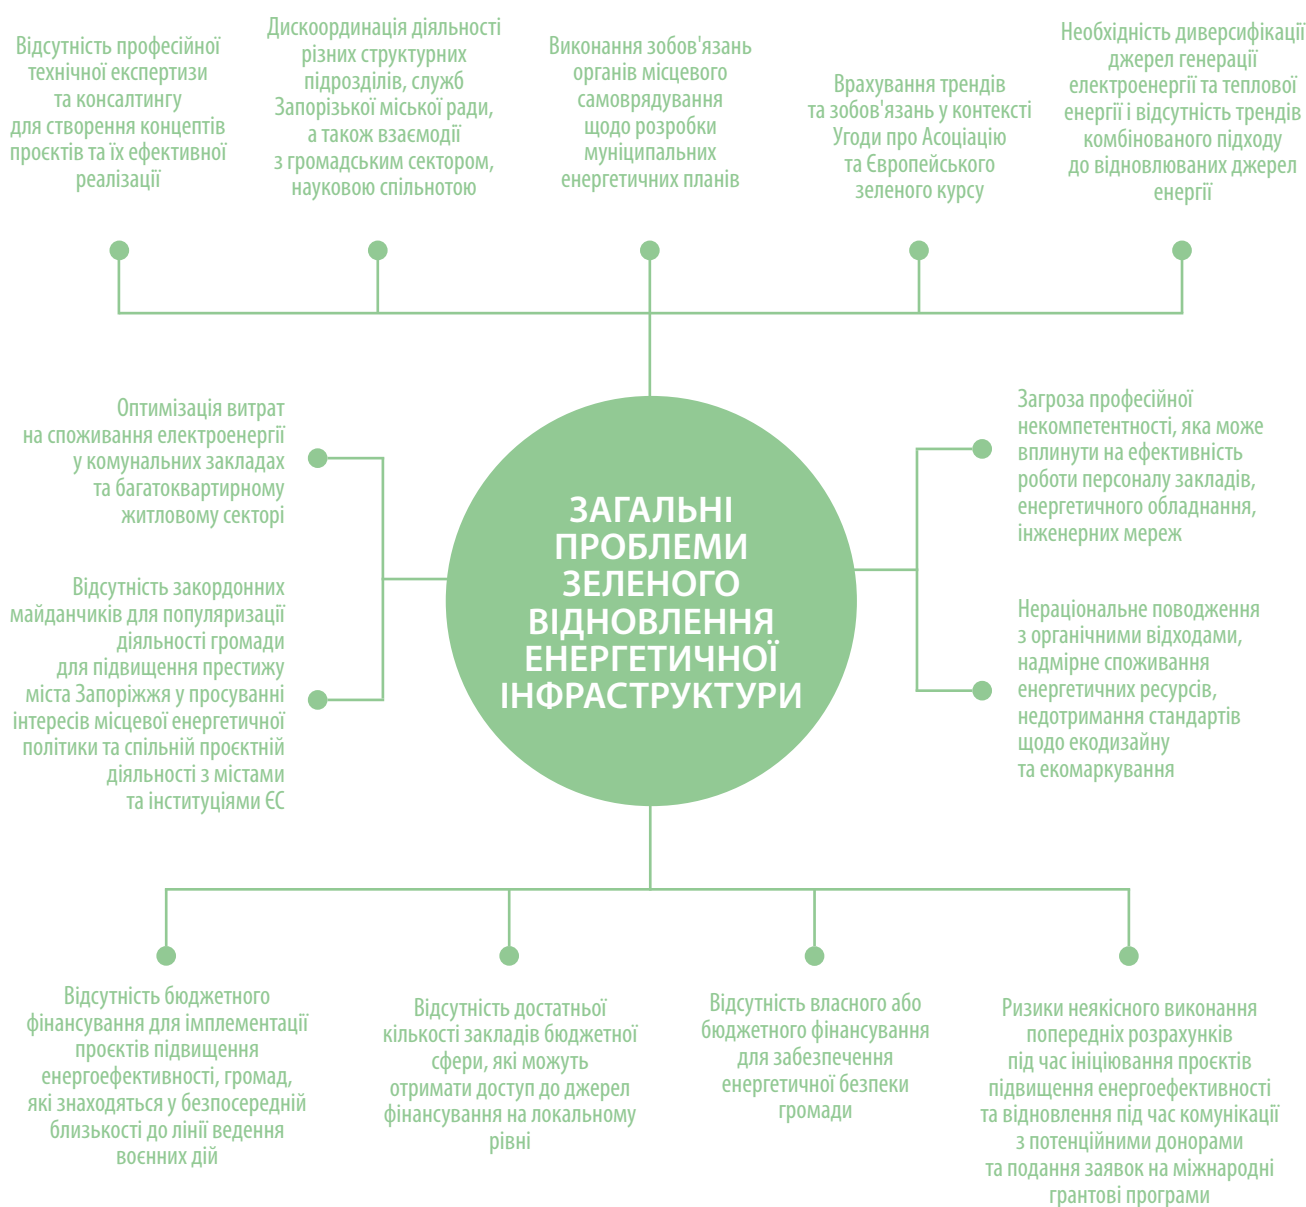 Відсутність професійної
технічної експертизи
та консалтингу
для створення концептів
проєктів та їх ефективної
реалізації
Дискоординація діяльності
різних структурних
підрозділів, служб
Запорізької міської ради,
а також взаємодії
з громадським сектором,
науковою спільнотою
Виконання зобов'язань
органів місцевого
самоврядування
щодо розробки
муніципальних
енергетичних планів
Врахування трендів
та зобов'язань у контексті
Угоди про Асоціацію
та Європейського
зеленого курсу
Необхідність диверсифікації
джерел генерації
електроенергії та теплової
енергії і відсутність трендів
комбінованого підходу
до відновлюваних джерел
енергії
Оптимізація витрат
на споживання електроенергії
у комунальних закладах
та багатоквартирному
житловому секторі
Відсутність закордонних
майданчиків для популяризації
діяльності громади
для підвищення престижу
міста Запоріжжя у просуванні
інтересів місцевої енергетичної
політики та спільній проєктній
діяльності з містами
та інституціями ЄС
ЗАГАЛЬНІ
ПРОБЛЕМИ
ЗЕЛЕНОГО
ВІДНОВЛЕННЯ
ЕНЕРГЕТИЧНОЇ
ІНФРАСТРУКТУРИ
Загроза професійної
некомпетентності, яка може
вплинути на ефективність
роботи персоналу закладів,
енергетичного обладнання,
інженерних мереж
Нераціональне поводження
з органічними відходами,
надмірне споживання
енергетичних ресурсів,
недотримання стандартів
щодо екодизайну
та екомаркування
Відсутність бюджетного
фінансування для імплементації
проєктів підвищення
енергоефективності, громад,
які знаходяться у безпосередній
близькості до лінії ведення
воєнних дій
Відсутність достатньої
кількості закладів бюджетної
сфери, які можуть
отримати доступ до джерел
фінансування на локальному
рівні
Відсутність власного або
бюджетного фінансування
для забезпечення
енергетичної безпеки
громади
Ризики неякісного виконання
попередніх розрахунків
під час ініціювання проєктів
підвищення енергоефективності
та відновлення під час комунікації
з потенційними донорами
та подання заявок на міжнародні
грантові програми